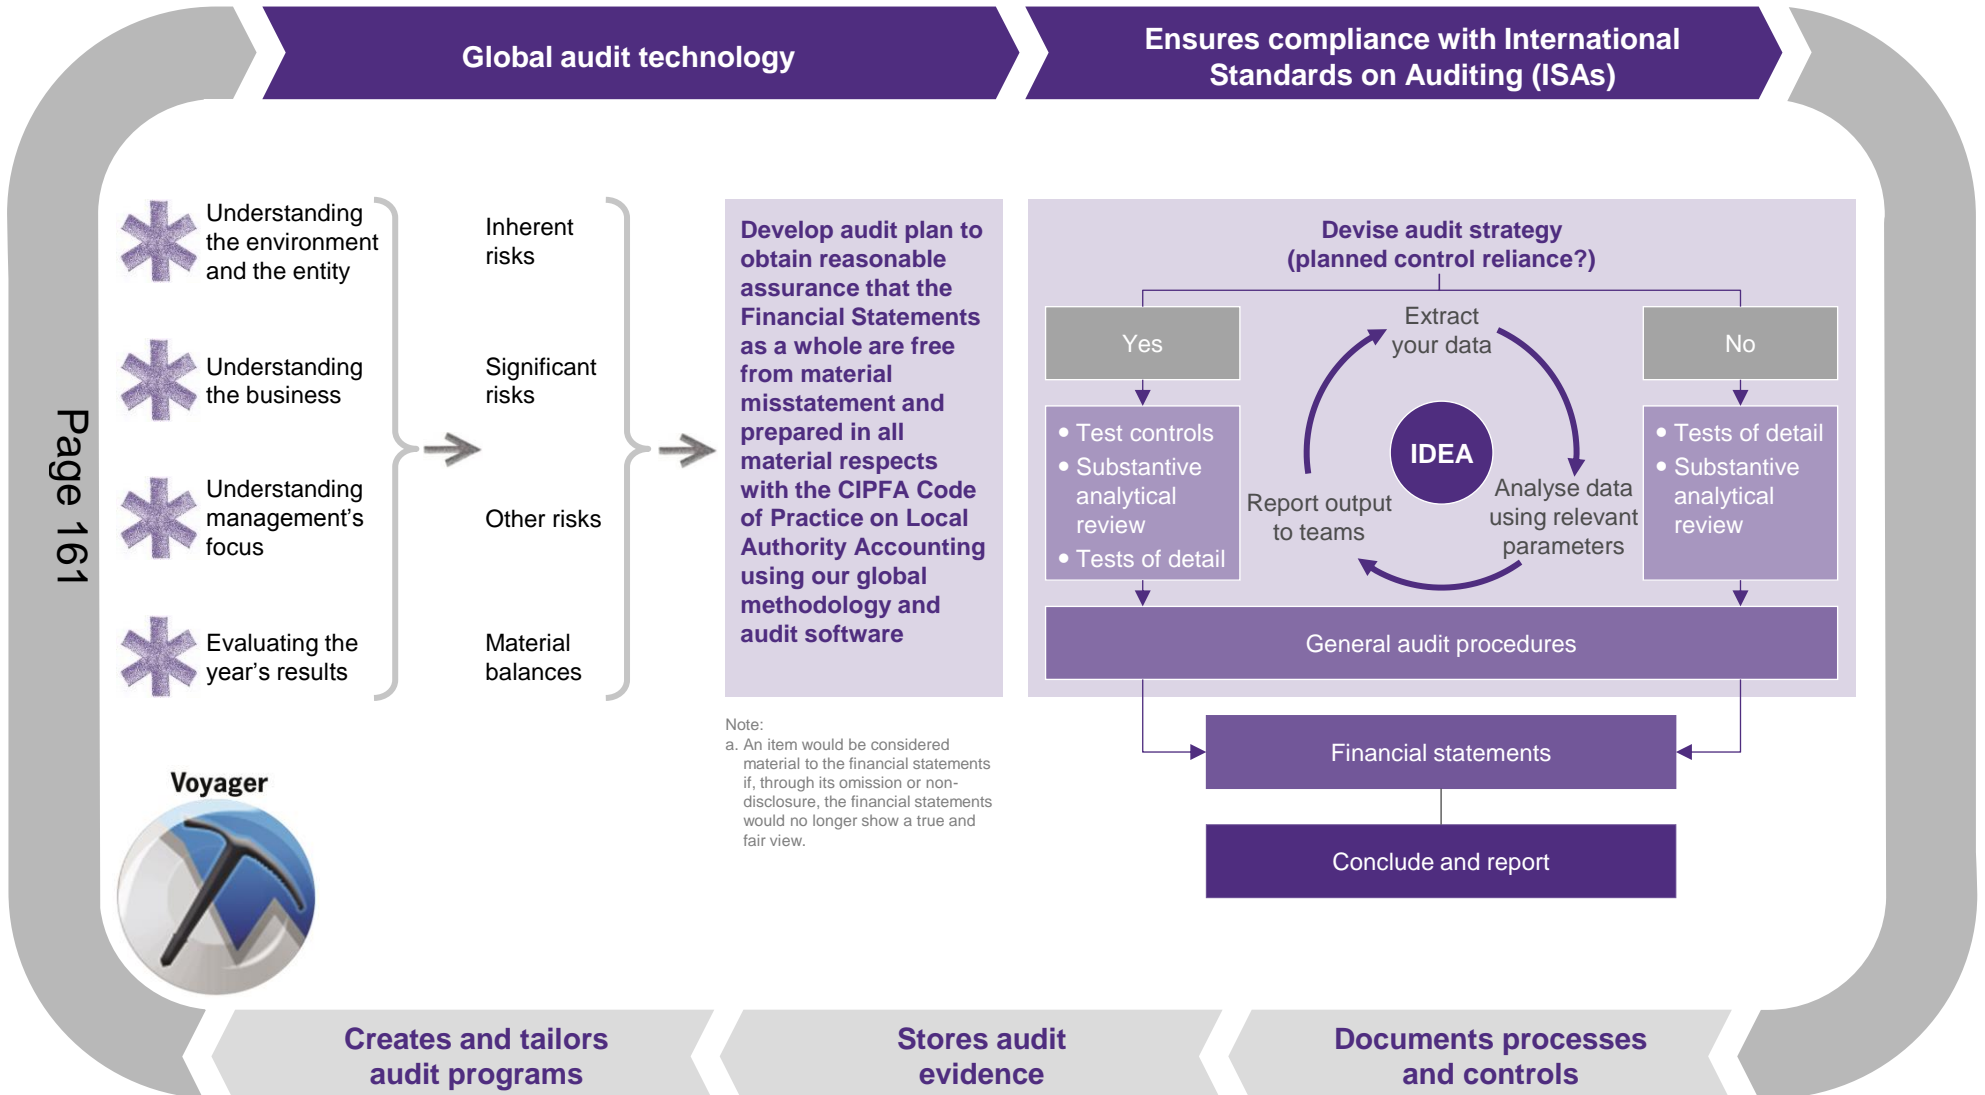 Global audit technology
Ensures compliance with International
Standards on Auditing (ISAs)
Page 161
Understanding
the environment
and the entity
Understanding
the business
Understanding
management’s
focus
Evaluating the
year’s results
Inherent
risks
Significant
risks
Other risks
Material
balances
Develop audit plan to
obtain reasonable
assurance that the
Financial Statements
as a whole are free
from material
misstatement and
prepared in all
material respects
with the CIPFA Code
of Practice on Local
Authority Accounting
using our global
methodology and
audit software
Note:
a. An item would be considered
material to the financial statements
if, through its omission or non-
disclosure, the financial statements
would no longer show a true and
fair view.
Devise audit strategy
(planned control reliance?)
Yes
• Test controls
• Substantive
analytical
review
• Tests of detail
Extract
your data
IDEA
Analyse data
using relevant
parameters
Report output
to teams
No
• Tests of detail
• Substantive
analytical
review
General audit procedures
Financial statements
Conclude and report
Voyager
Creates and tailors
audit programs
Stores audit
evidence
Documents processes
and controls